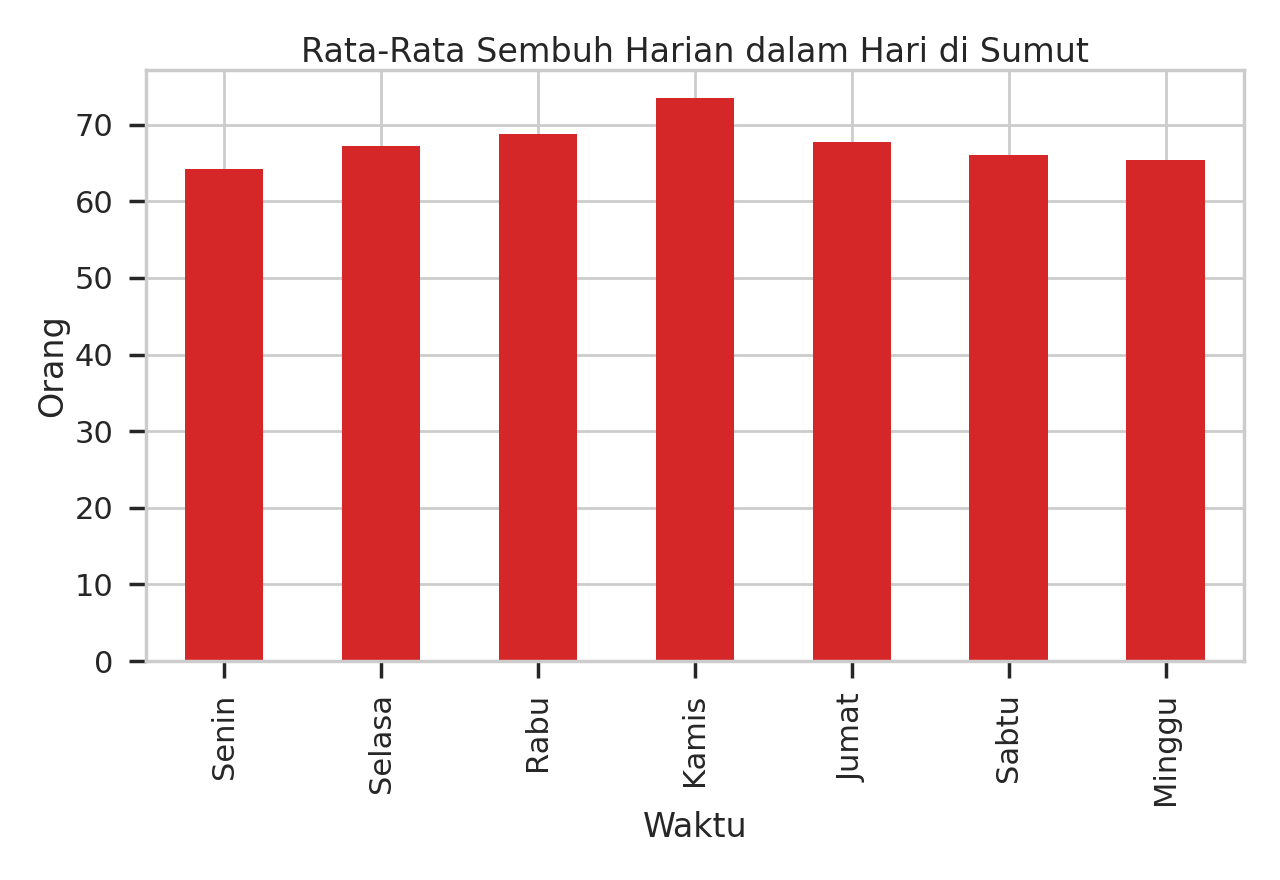 Rata-Rata Sembuh Harian dalam Hari di Sumut
70
60
50
40
30
20
10
0
Orang
Senin
Selasa
Rabu
Kamis
Jumat
Sabtu
Minggu
Waktu